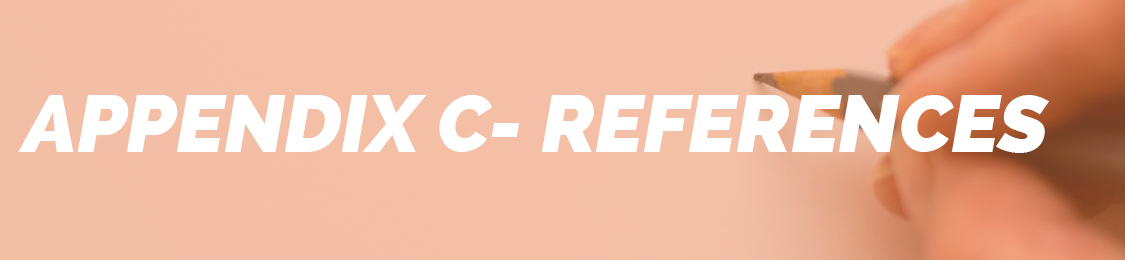 APPENDIX C- REFERENCES